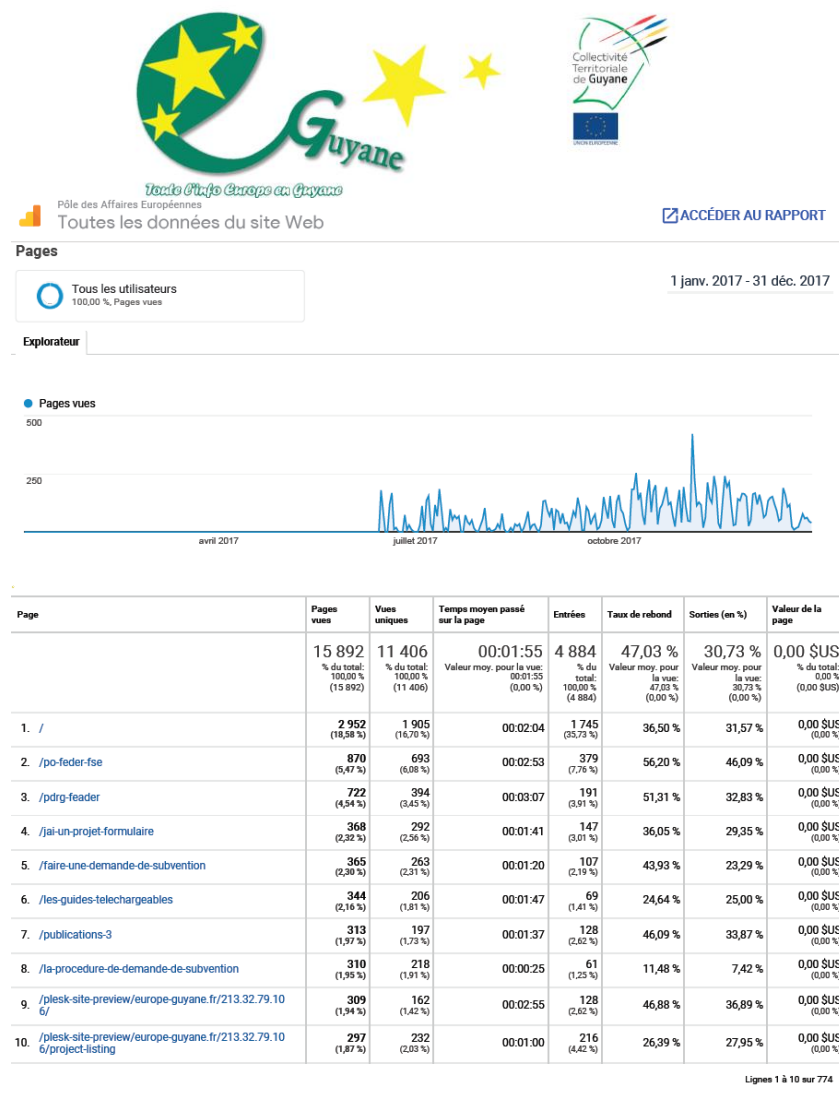 eGuyane
Toute l'info Europe en Guyane
Collectivité
Territoriale
de Guyane
UNION EUROPÉENNE
Pôle des Affaires Européennes
Toutes les données du site Web
ACCÉDER AU RAPPORT
Pages
Tous les utilisateurs
100,00 %, Pages vues
1 janv. 2017 - 31 déc. 2017
Explorateur
Pages vues
500
250
avril 2017 juillet 2017 octobre 2017
Page Pages vues Vues uniques Temps moyen passé sur la page Entrées Taux de rebond Sorties (en %) Valeur de la page
15 892 11 406 00:01:55 4 884 47,03 % 30,73 % 0,00 $US
% du total: 100,00 % (15 892) % du total: 100,00 % (11 406) Valeur moy. pour la vue: 00:01:55 (0,00 %) % du total: 100,00 % (4 884) Valeur moy. pour la vue: 47,03 % (0,00 %) Valeur moy. pour la vue: 30,73 % (0,00 %) % du total: 0,00 % (0,00 $US)
1. / 2 952 (18,58 %) 1 905 (16,70 %) 00:02:04 1 745 (35,73 %) 36,50 % 31,57 % 0,00 $US (0,00 %
2. /po-feder-fse 870 (5,47 %) 693 (6,08 %) 00:02:53 379 (7,76 %) 56,20 % 46,09 % 0,00 $US (0,00 %
3. /pdrg-feader 722 (4,54 %) 394 (3,45 %) 00:03:07 191 (3,91 %) 51,31 % 32,83 % 0,00 $US (0,00 %
4. /jai-un-projet-formulaire 368 (2,32 %) 292 (2,56 %) 00:01:41 147 (3,01 %) 36,05 % 29,35 % 0,00 $US (0,00 %
5. /faire-une-demande-de-subvention 365 (2,30 %) 263 (2,31 %) 00:01:20 107 (2,19 %) 43,93 % 23,29 % 0,00 $US (0,00 %
6. /les-guides-telechargeables 344 (2,16 %) 206 (1,81 %) 00:01:47 69 (1,41 %) 24,64 % 25,00 % 0,00 $US (0,00 %
7. /publications-3 313 (1,97 %) 197 (1,73 %) 00:01:37 128 (2,62 %) 46,09 % 33,87 % 0,00 $US (0,00 %
8. /la-procedure-de-demande-de-subvention 310 (1,95 %) 218 (1,91 %) 00:00:25 61 (1,25 %) 11,48 % 7,42 % 0,00 $US (0,00 %
9. /plesk-site-preview/europe-guyane.fr/213.32.79.10
6/ 309 (1,94 %) 162 (1,42 %) 00:02:55 128 (2,62 %) 46,88 % 36,89 % 0,00 $US (0,00 %
10. /plesk-site-preview/europe-guyane.fr/213.32.79.10
6/project-listing 297 (1,87 %) 232 (2,03 %) 00:01:00 216 (4,42 %) 26,39 % 27,95 % 0,00 $US (0,00 %
Lignes 1 à 10 sur 774